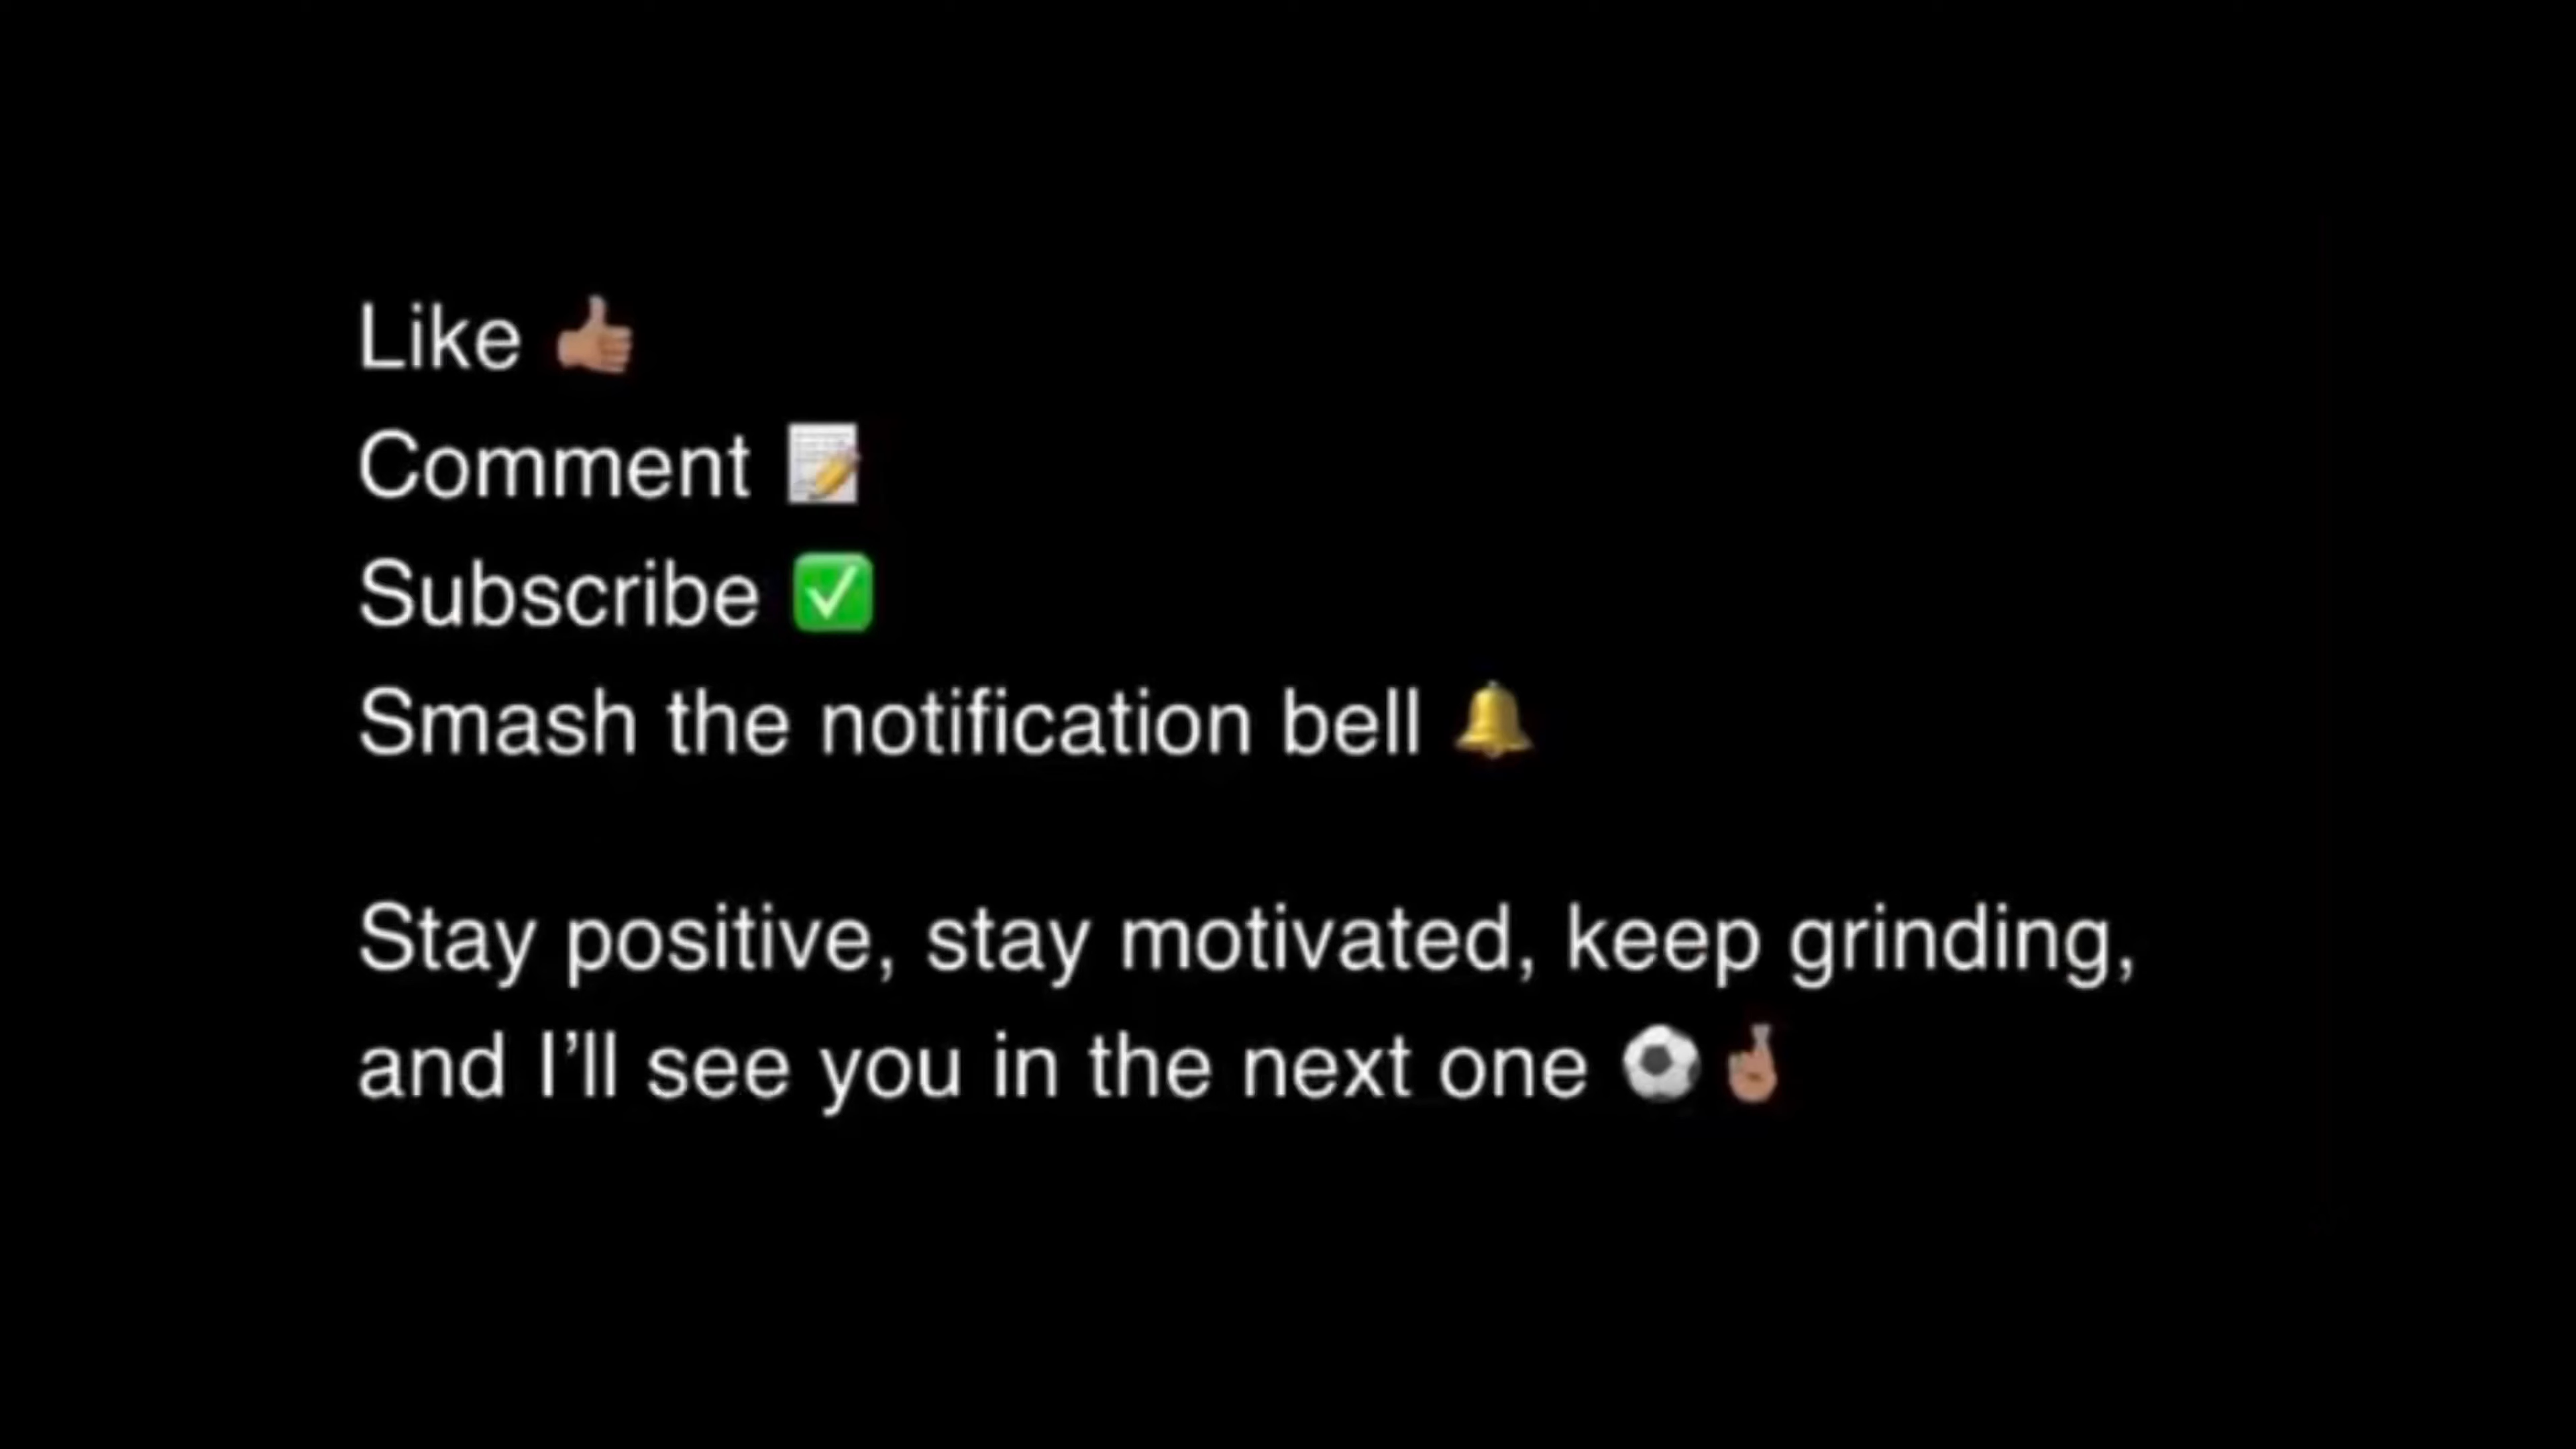 Like 👍🏽
Comment 📝
Subscribe ✅
Smash the notification bell 🔔
Stay positive, stay motivated, keep grinding,
and I’ll see you in the next one ⚽🤞🏽